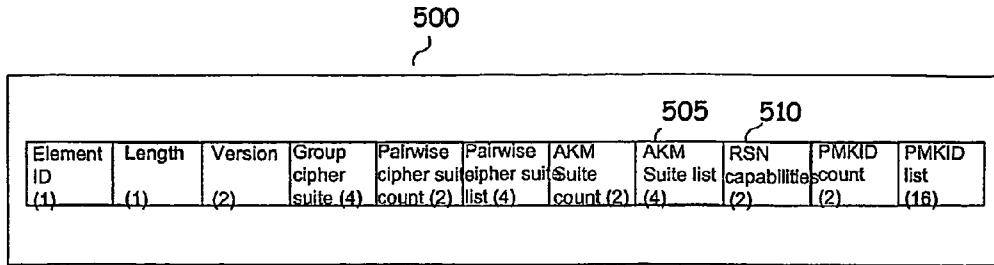 500
505
510
Element ID (1)
Length (1)
Version (2)
Group cipher suite (4)
Pairwise cipher suite count (2)
Pairwise cipher suite list (4)
AKM Suite count (2)
AKM Suite list (4)
RSN capabilities (2)
PMKID count (2)
PMKID list (16)